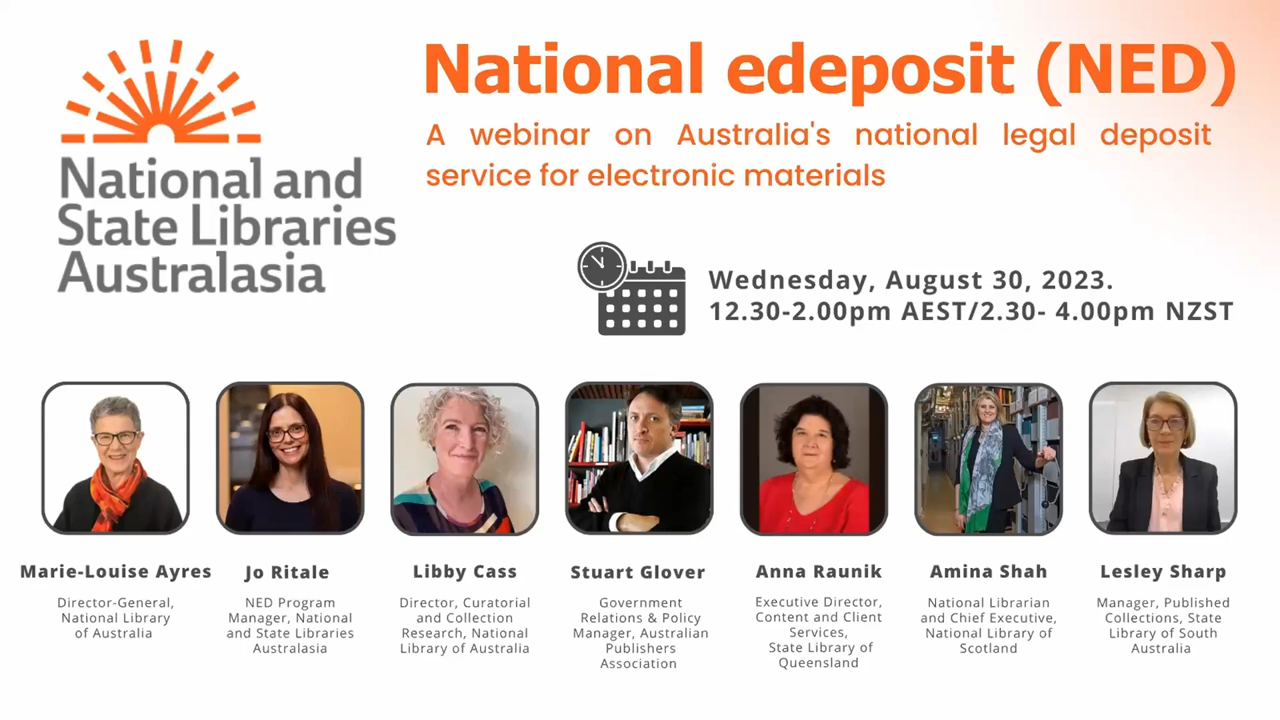 National and
State Libraries
Australasia
National edeposit (NED)
A webinar on Australia's national legal deposit
service for electronic materials
Wednesday, August 30, 2023.
12.30-2.00pm AEST/2.30- 4.00pm NZST
Marie-Louise Ayres
Director-General,
National Library
of Australia
Jo Ritale
NED Program
Manager, National
and State Libraries
Australasia
Libby Cass
Director, Curatorial
and Collection
Research, National
Library of Australia
Stuart Glover
Government
Relations & Policy
Manager, Australian
Publishers
Association
Anna Raunik
Executive Director,
Content and Client
Services,
State Library of
Queensland
Amina Shah
National Librarian
and Chief Executive,
National Library of
Scotland
Lesley Sharp
Manager, Published
Collections, State
Library of South
Australia